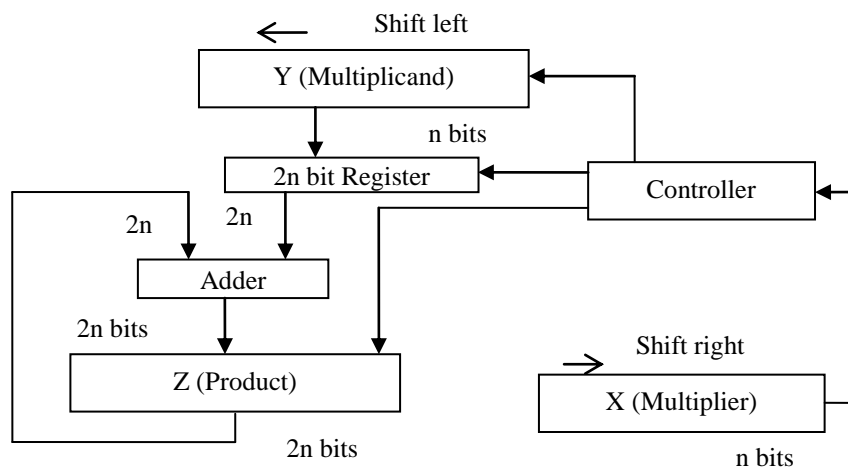 Shift left
Y (Multiplicand)
n bits
2n bit Register
Controller
2n
2n
Adder
2n bits
Shift right
Z (Product)
X (Multiplier)
2n bits
n bits